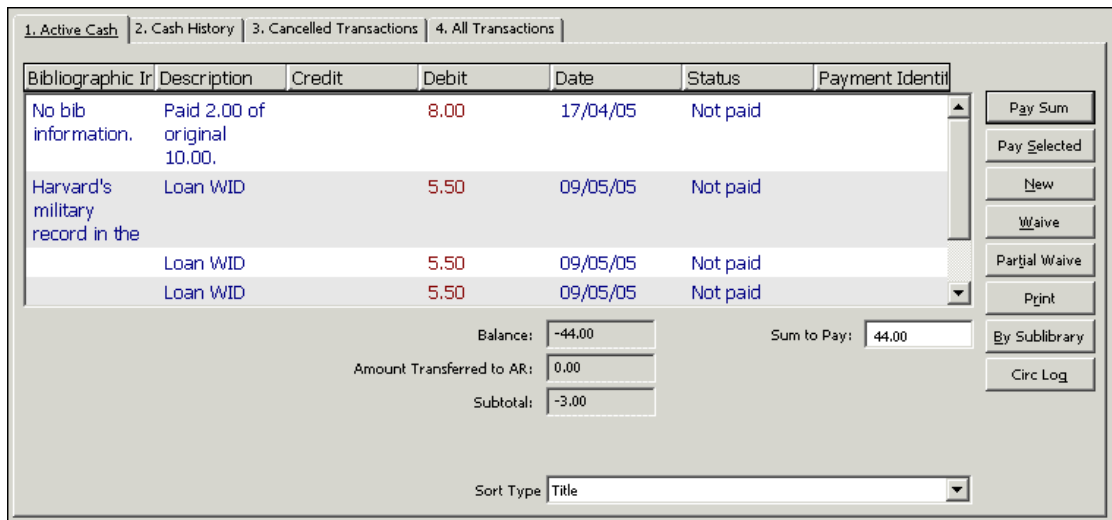 1. Active Cash 2. Cash History 3. Cancelled Transactions 4. All Transactions
Bibliographic Ir Description Credit Debit Date Status Payment Identif
No bib information. Paid 2.00 of original 10.00. 8.00 17/04/05 Not paid
Harvard's military record in the Loan WID 5.50 09/05/05 Not paid
Loan WID 5.50 09/05/05 Not paid
Loan WID 5.50 09/05/05 Not paid
Pay Sum
Pay Selected
New
Waive
Partial Waive
Print
By Sublibrary
Circ Log
Balance: -44.00 Sum to Pay: 44.00
Amount Transferred to AR: 0.00
Subtotal: -3.00
Sort Type Title